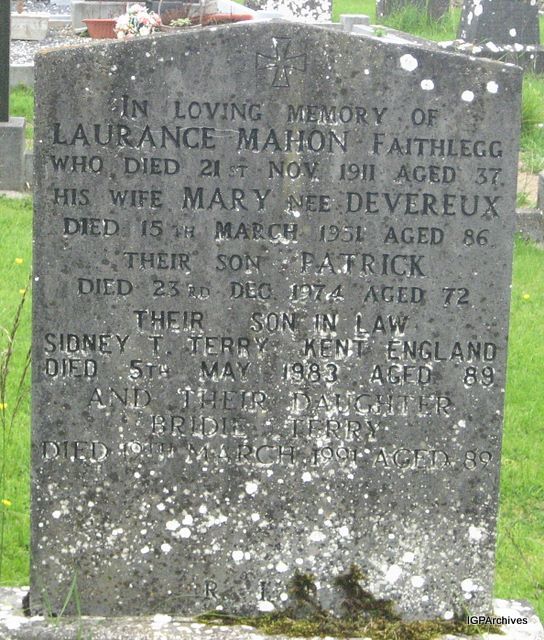 IN LOVING MEMORY OF
LAURANCE MAHON FAITHLEGG
WHO DIED 21ST NOV. 1911 AGED 37.
HIS WIFE MARY NEE DEVEREUX
DIED 15TH MARCH 1951 AGED 86
THEIR SON PATRICK
DIED 23RD DEC. 1974 AGED 72
THEIR SON IN LAW
SIDNEY T. TERRY KENT ENGLAND
DIED 5TH MAY 1983 AGED 89
AND THEIR DAUGHTER
BRIDIE TERRY
DIED MARCH 1991 AGED 89
R. I.
IGPArchives